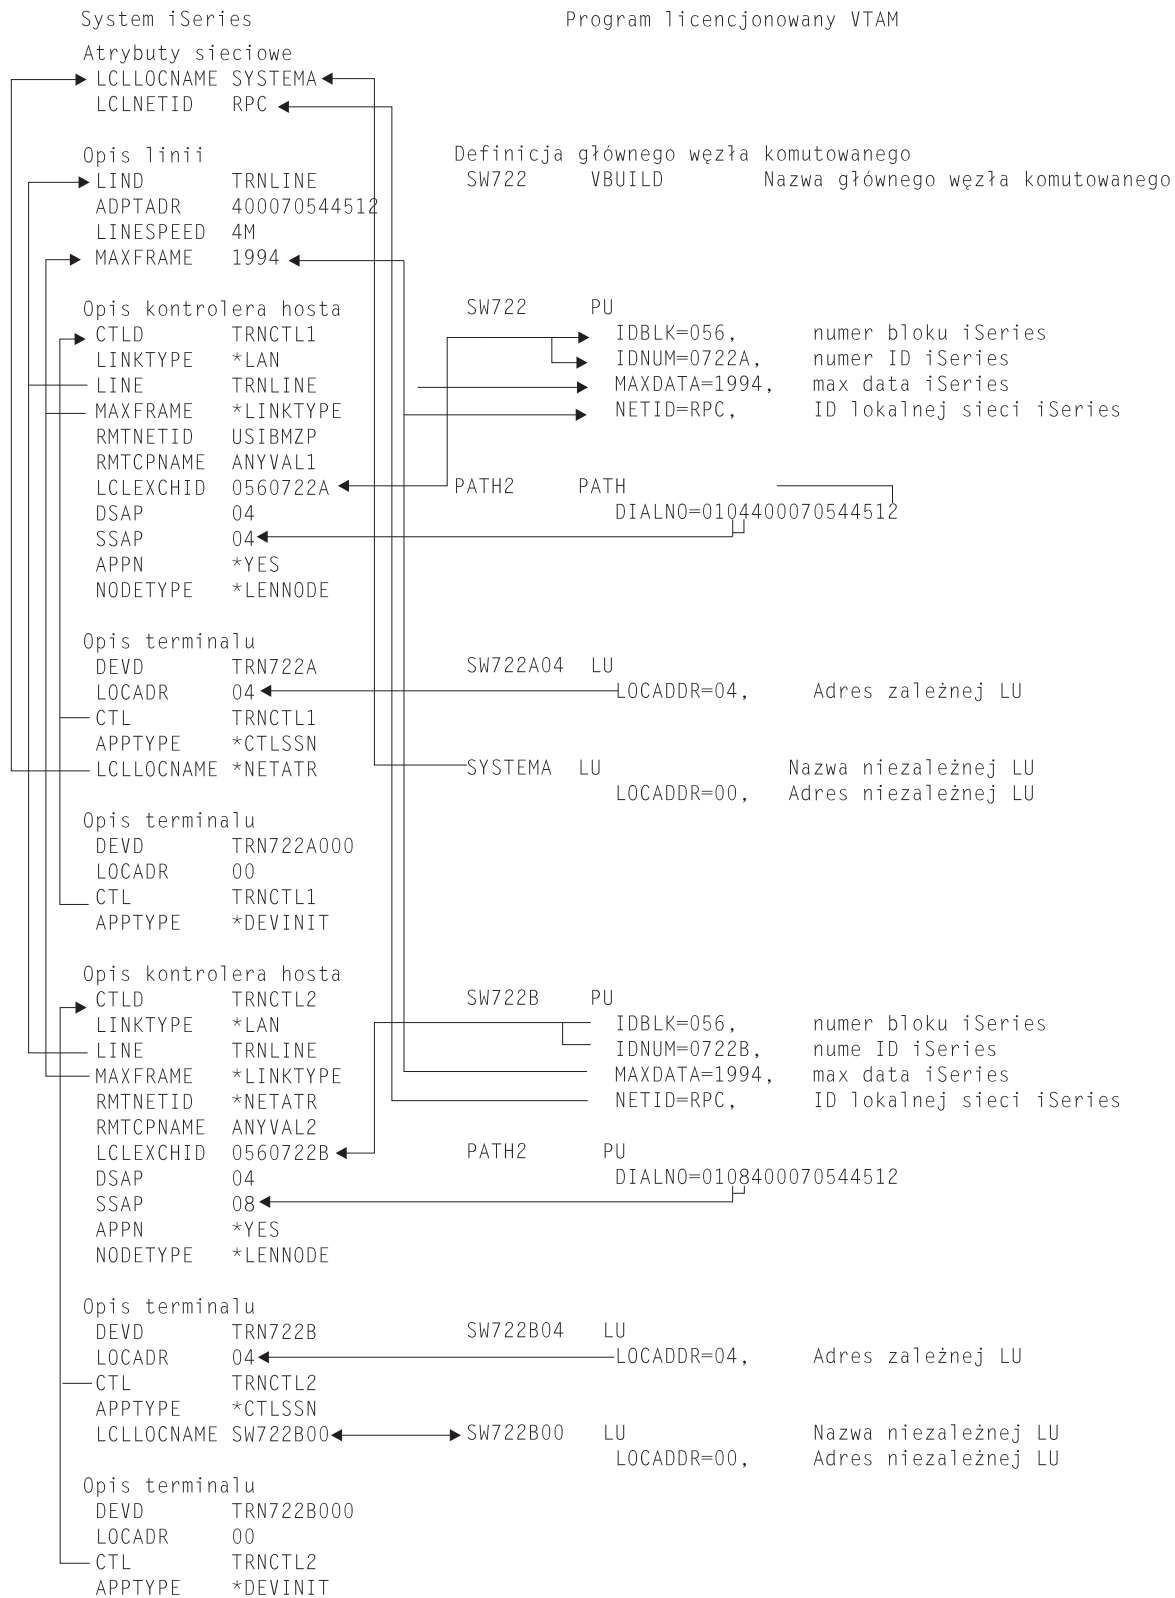 System iSeries Program licencjonowany VTAM
Atrybuty sieciowe
LCLLOCNAME SYSTEMA
LCLNETID RPC
Opis linii Definicja głównego węzła komutowanego
LIND TRNLINE SW722 VBUILD Nazwa głównego węzła komutowanego
ADPTADR 400070544512
LINESPEED 4M
MAXFRAME 1994
Opis kontrolera hosta SW722 PU
CTLD TRNCTL1 IDBLK=056, numer bloku iSeries
LINKTYPE *LAN IDNUM=0722A, numer ID iSeries
LINE TRNLINE MAXDATA=1994, max data iSeries
MAXFRAME *LINKTYPE NETID=RPC, ID lokalnej sieci iSeries
RMTNETID USIBMZP
RMTCPNAME ANYVAL1
LCLEXCHID 0560722A PATH2 PATH
DSAP 04 DIALNO=0104400070544512
SSAP 04
APPN *YES
NODETYPE *LENNODE
Opis terminalu
DEVD TRN722A SW722A04 LU
LOCADR 04 LOCADDR=04, Adres zależnej LU
CTL TRNCTL1
APPTYPE *CTLSSN
LCLLOCNAME *NETATR SYSTEMA LU Nazwa niezależnej LU
LOCADDR=00, Adres niezależnej LU
Opis terminalu
DEVD TRN722A000
LOCADR 00
CTL TRNCTL1
APPTYPE *DEVINIT
Opis kontrolera hosta
CTLD TRNCTL2 SW722B PU
LINKTYPE *LAN IDBLK=056, numer bloku iSeries
LINE TRNLINE IDNUM=0722B, nume ID iSeries
MAXFRAME *LINKTYPE MAXDATA=1994, max data iSeries
RMTNETID *NETATR NETID=RPC, ID lokalnej sieci iSeries
RMTCPNAME ANYVAL2
LCLEXCHID 0560722B PATH2 PU
DSAP 04 DIALNO=0108400070544512
SSAP 08
APPN *YES
NODETYPE *LENNODE
Opis terminalu
DEVD TRN722B SW722B04 LU
LOCADR 04 LOCADDR=04, Adres zależnej LU
CTL TRNCTL2
APPTYPE *CTLSSN
LCLLOCNAME SW722B00 SW722B00 LU Nazwa niezależnej LU
LOCADDR=00, Adres niezależnej LU
Opis terminalu
DEVD TRN722B000
LOCADR 00
CTL TRNCTL2
APPTYPE *DEVINIT